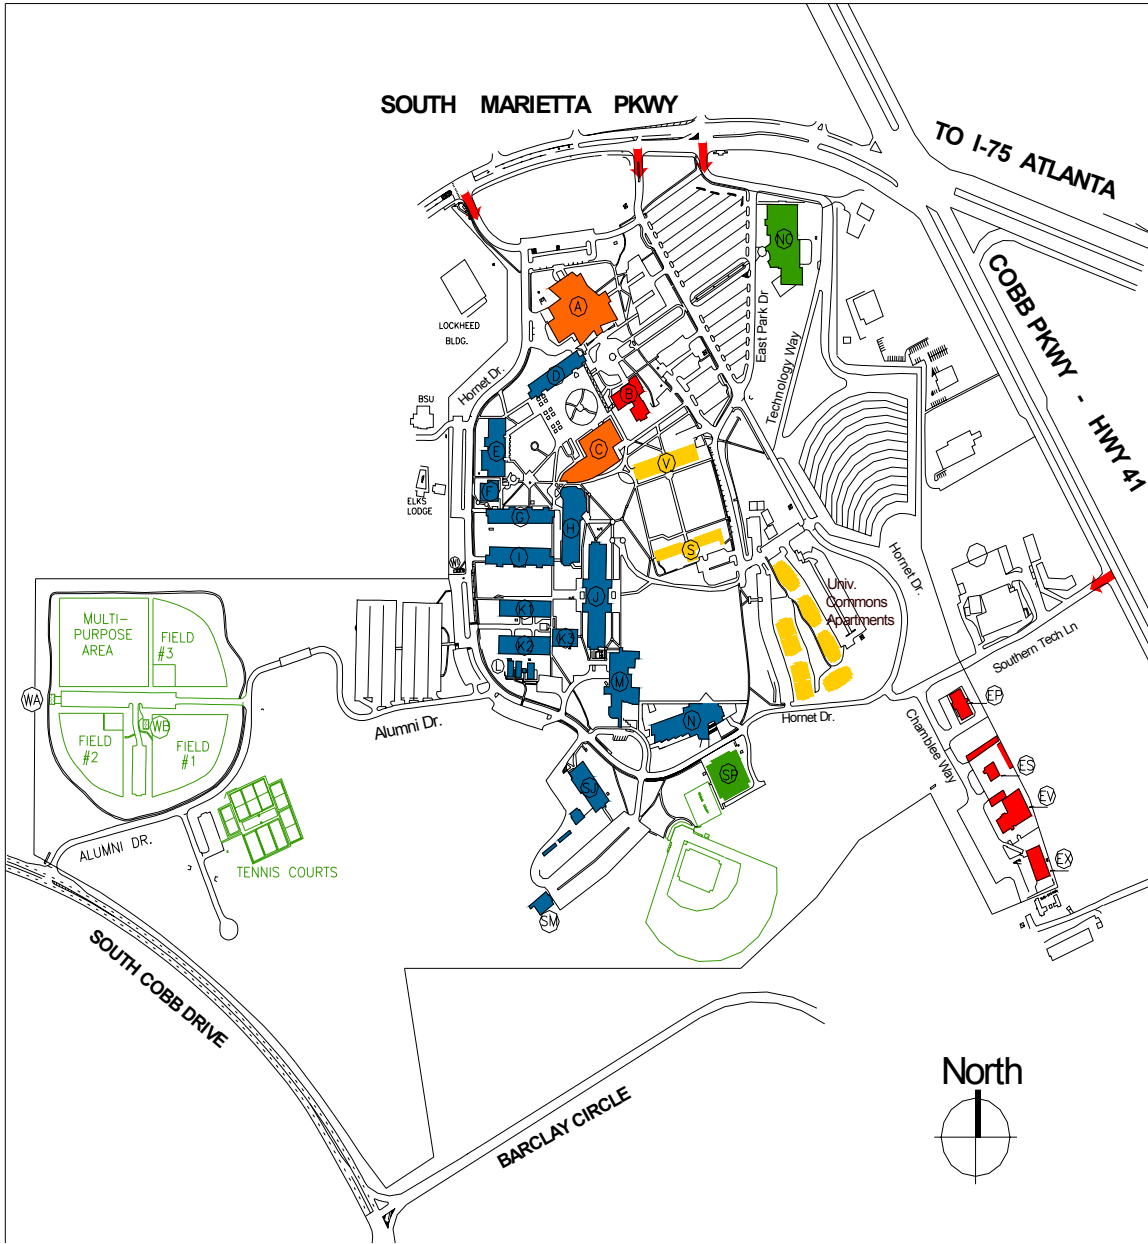 SOUTH MARIETTA PKWY
TO I-75 ATLANTA
COBB PKWY - HWY 41
NC
A
LOCKHEED
BLDG.
East Park Dr
Technology Way
Hornet Dr.
D
B
BSU
E
C
V
F
ELKS
LODGE
G
H
S
I
W1
Hornet Dr.
J
Univ.
Commons
Apartments
K1
K2
K3
L
M
N
Southern Tech Ln
MULTI-
PURPOSE
AREA
FIELD
#3
WA
WB
FIELD
#2
FIELD
#1
Alumni Dr.
Hornet Dr.
Chamblee Way
EP
ES
EV
EX
SP
SJ
SM
ALUMNI DR.
TENNIS COURTS
SOUTH COBB DRIVE
BARCLAY CIRCLE
North